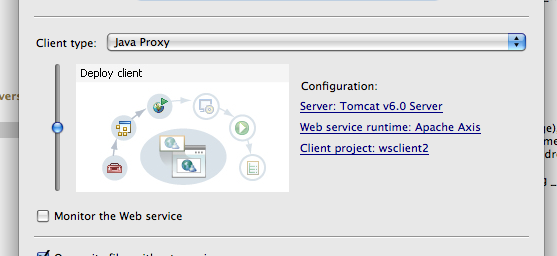 Client type:
Java Proxy
Deploy client
Configuration:
Server: Tomcat v6.0 Server
Web service runtime: Apache Axis
Client project: wsclient2
Monitor the Web service